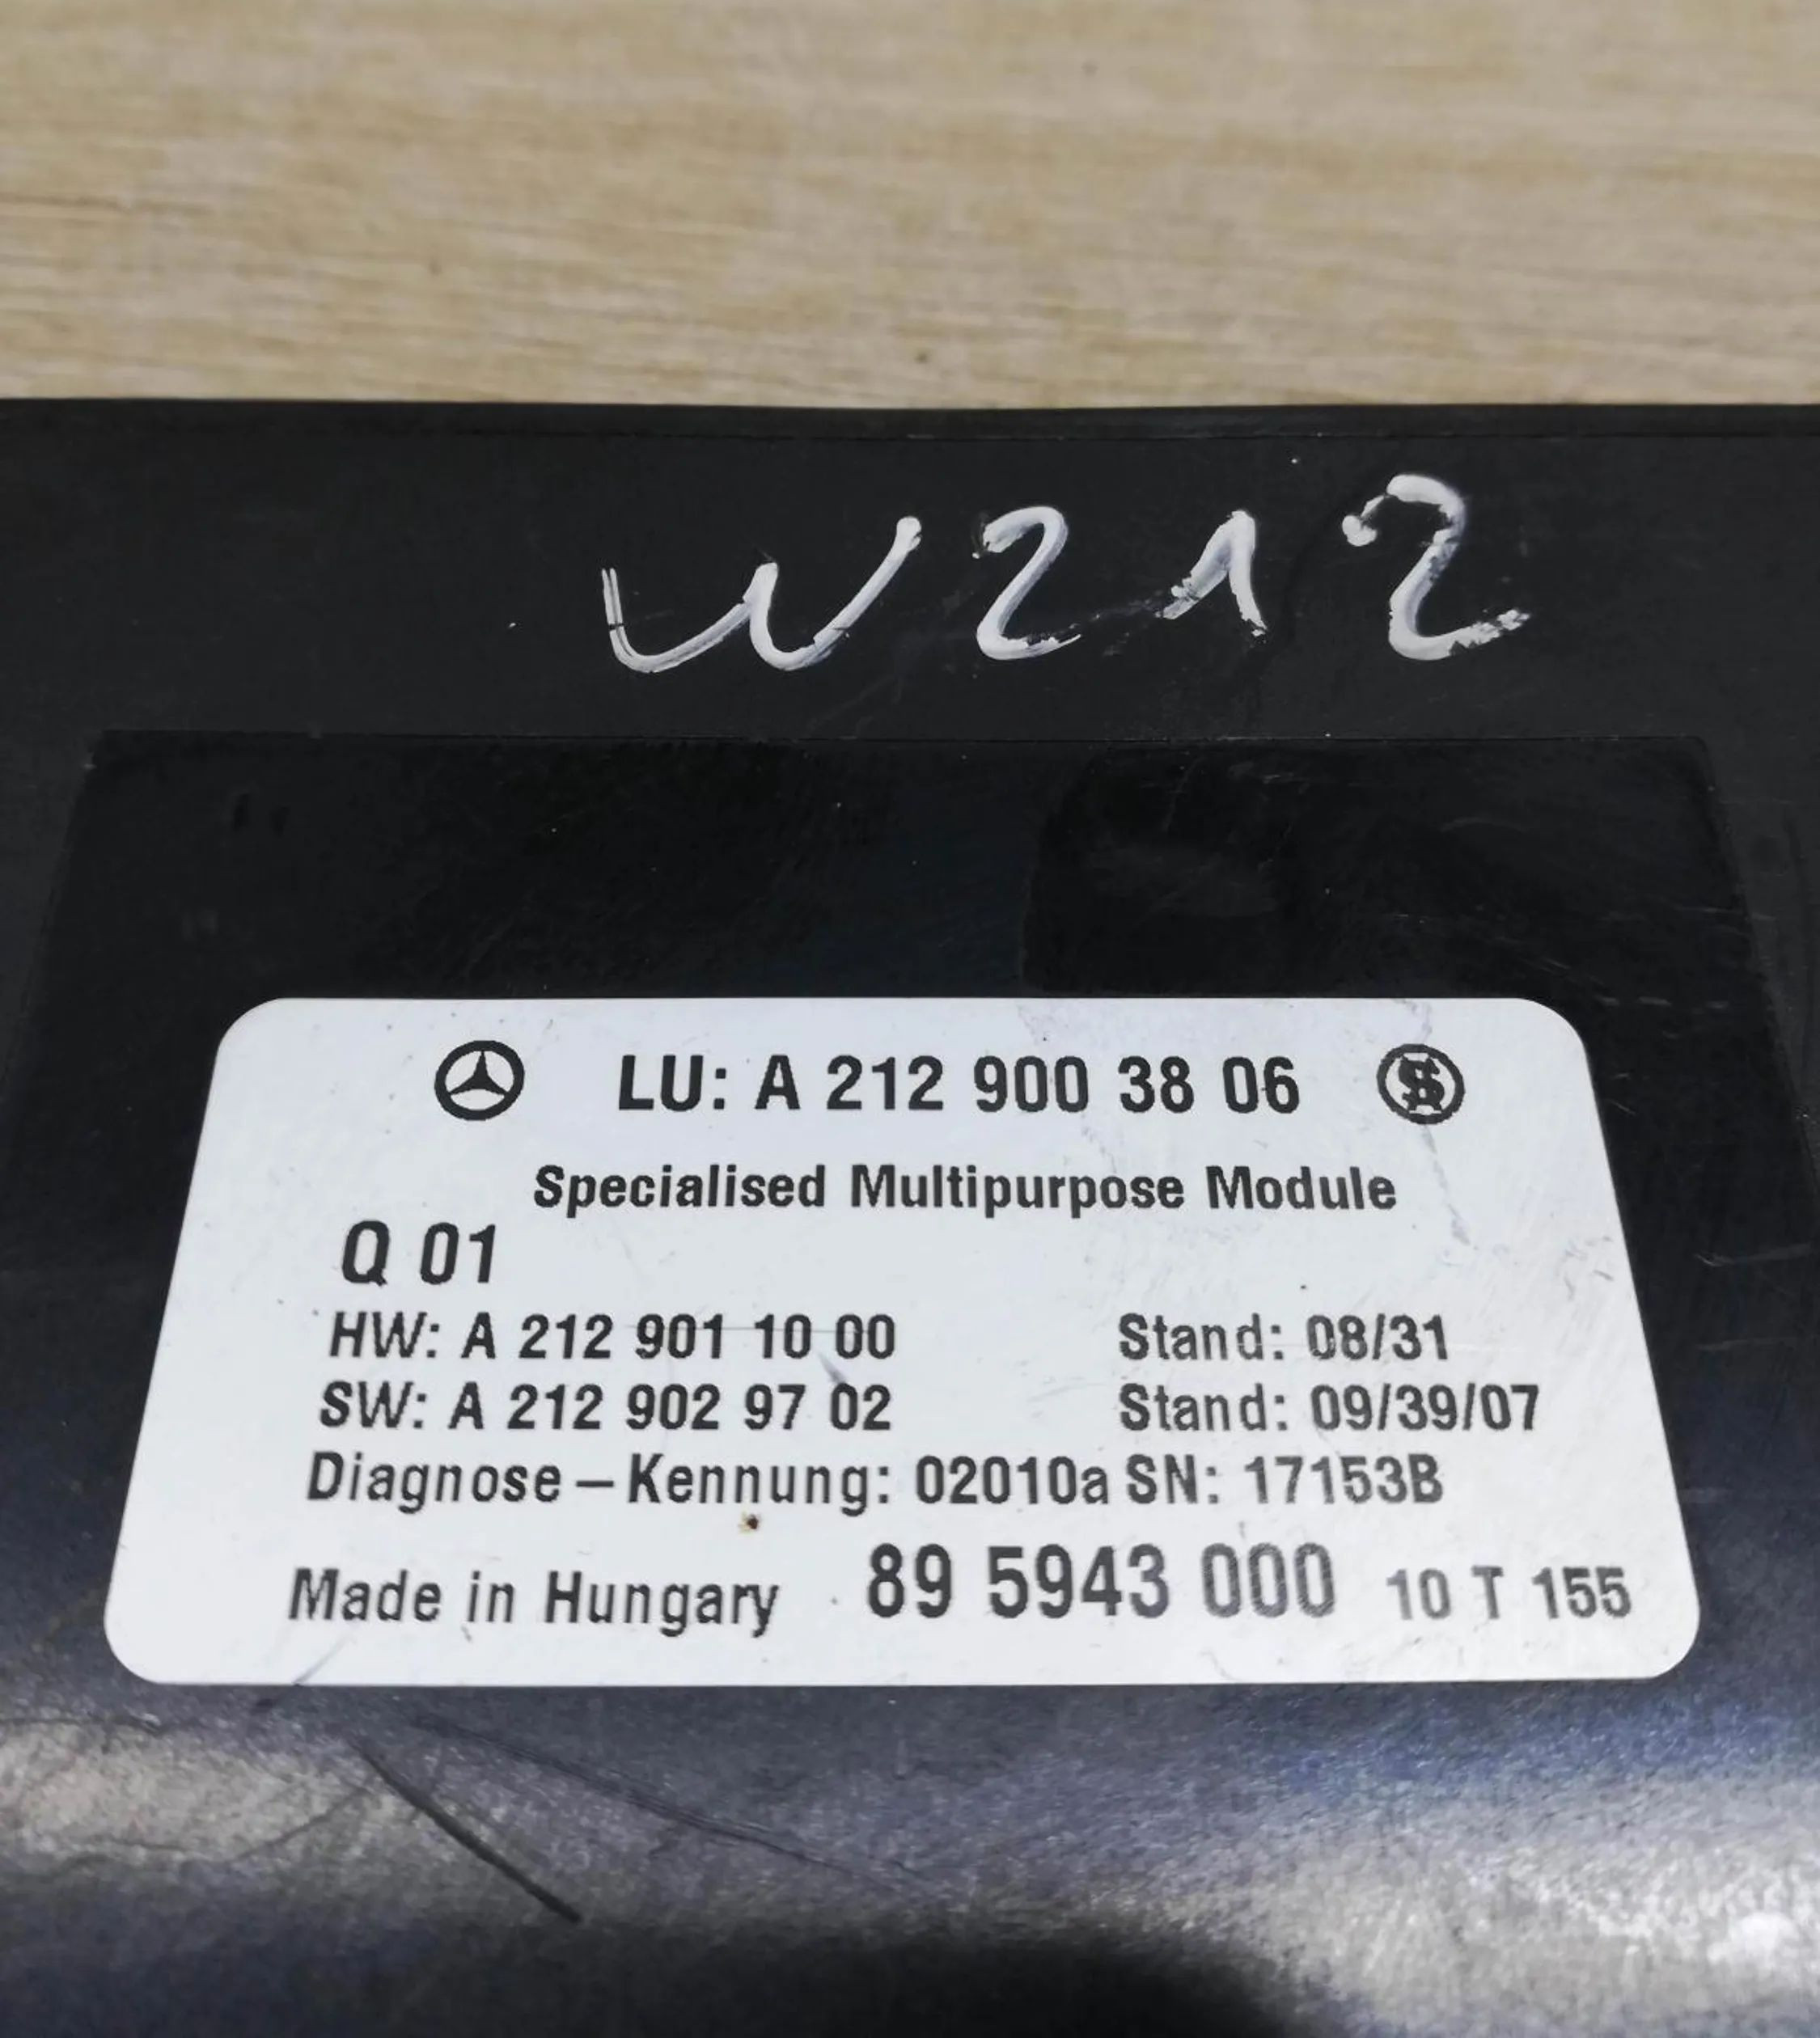 W212
LU: A 212 900 38 06
Specialised Multipurpose Module
Q 01
HW: A 212 901 10 00 Stand: 08/31
SW: A 212 902 97 02 Stand: 09/39/07
Diagnose – Kennung: 02010a SN: 17153B
Made in Hungary 89 5943 000 10 T 155